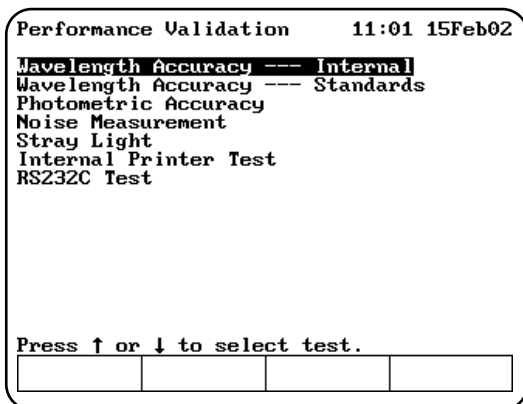 Performance Validation 11:01 15Feb02
Wavelength Accuracy --- Internal
Wavelength Accuracy --- Standards
Photometric Accuracy
Noise Measurement
Stray Light
Internal Printer Test
RS232C Test
Press ↑ or ↓ to select test.